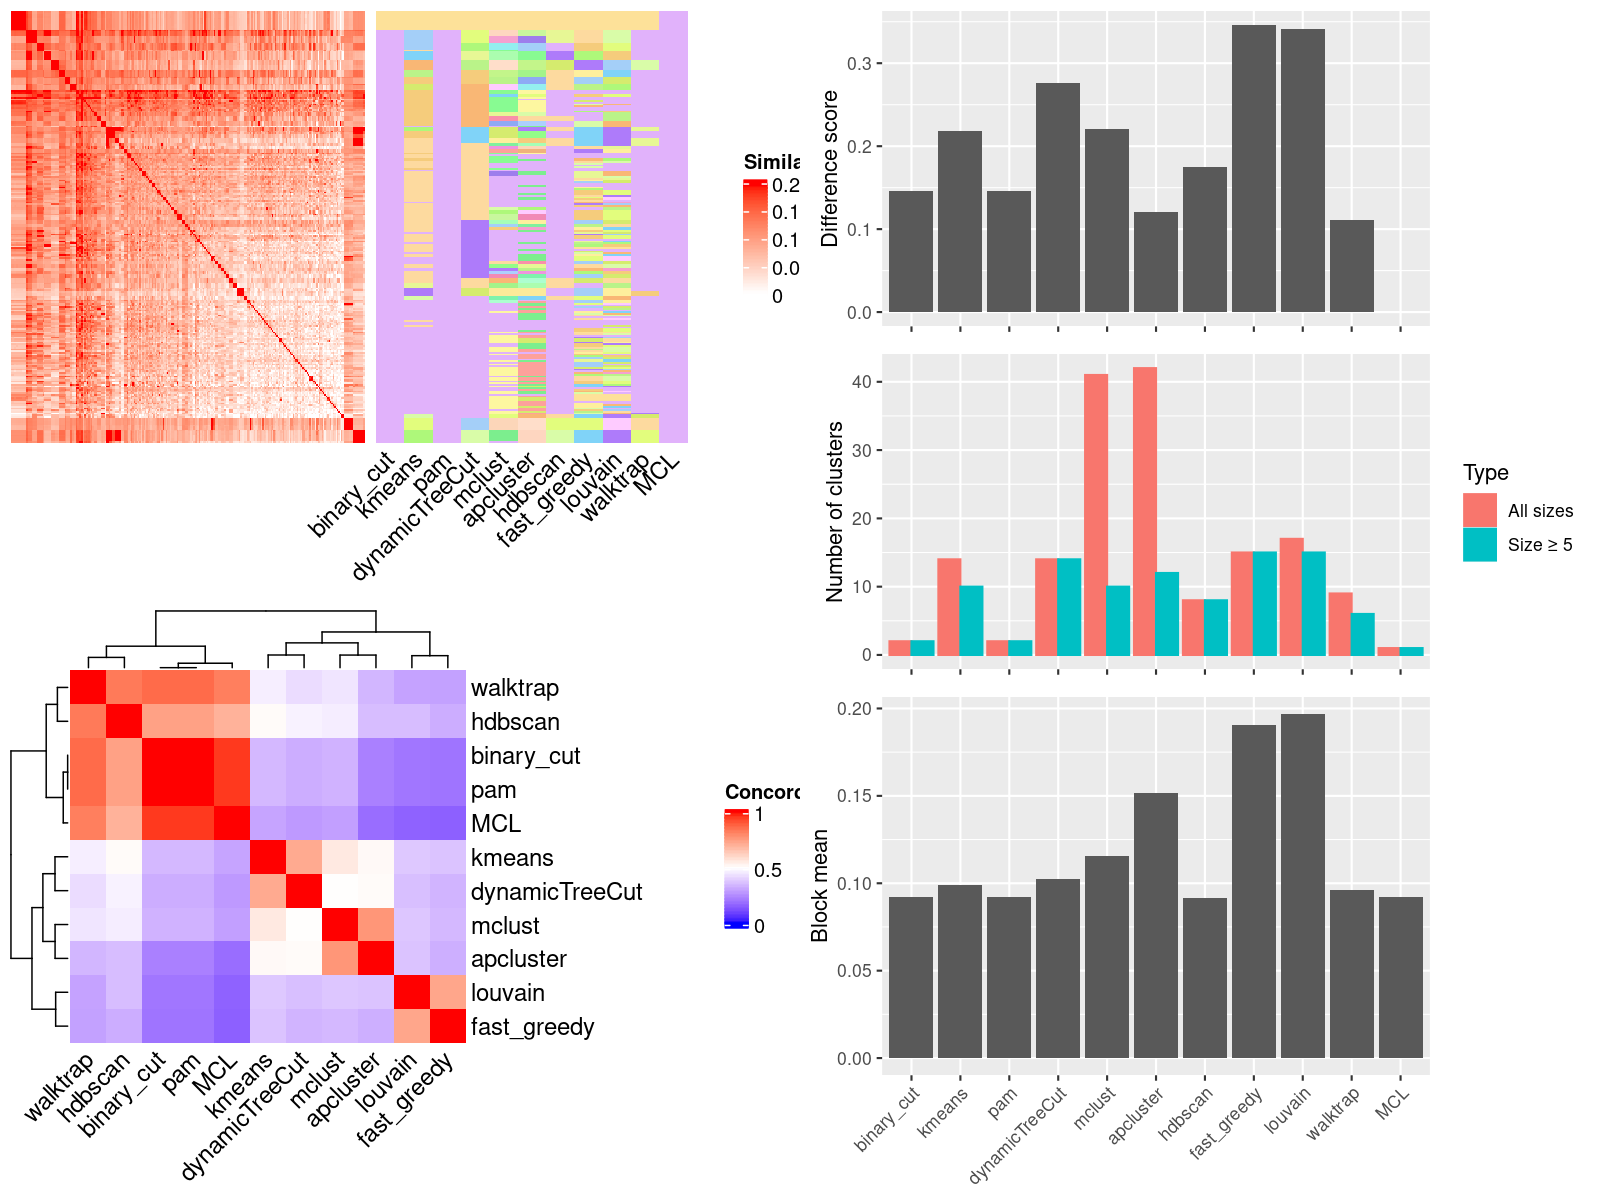 binary_cut
kmeans
pam
dynamicTreeCut
mclust
apcluster
hdbscan
fast_greedy
louvain
walktrap
MCL
Simila
0.2
0.1
0.1
0.0
0
walktrap
hdbscan
binary_cut
pam
MCL
kmeans
dynamicTreeCut
mclust
apcluster
louvain
fast_greedy
walktrap
hdbscan
binary_cut
pam
MCL
kmeans
dynamicTreeCut
mclust
apcluster
louvain
fast_greedy
Concord
1
0.5
0
Difference score
0.3
0.2
0.1
0.0
Number of clusters
40
30
20
10
0
Type
All sizes
Size ≥ 5
Block mean
0.20
0.15
0.10
0.05
0.00
binary_cut
kmeans
pam
dynamicTreeCut
mclust
apcluster
hdbscan
fast_greedy
louvain
walktrap
MCL